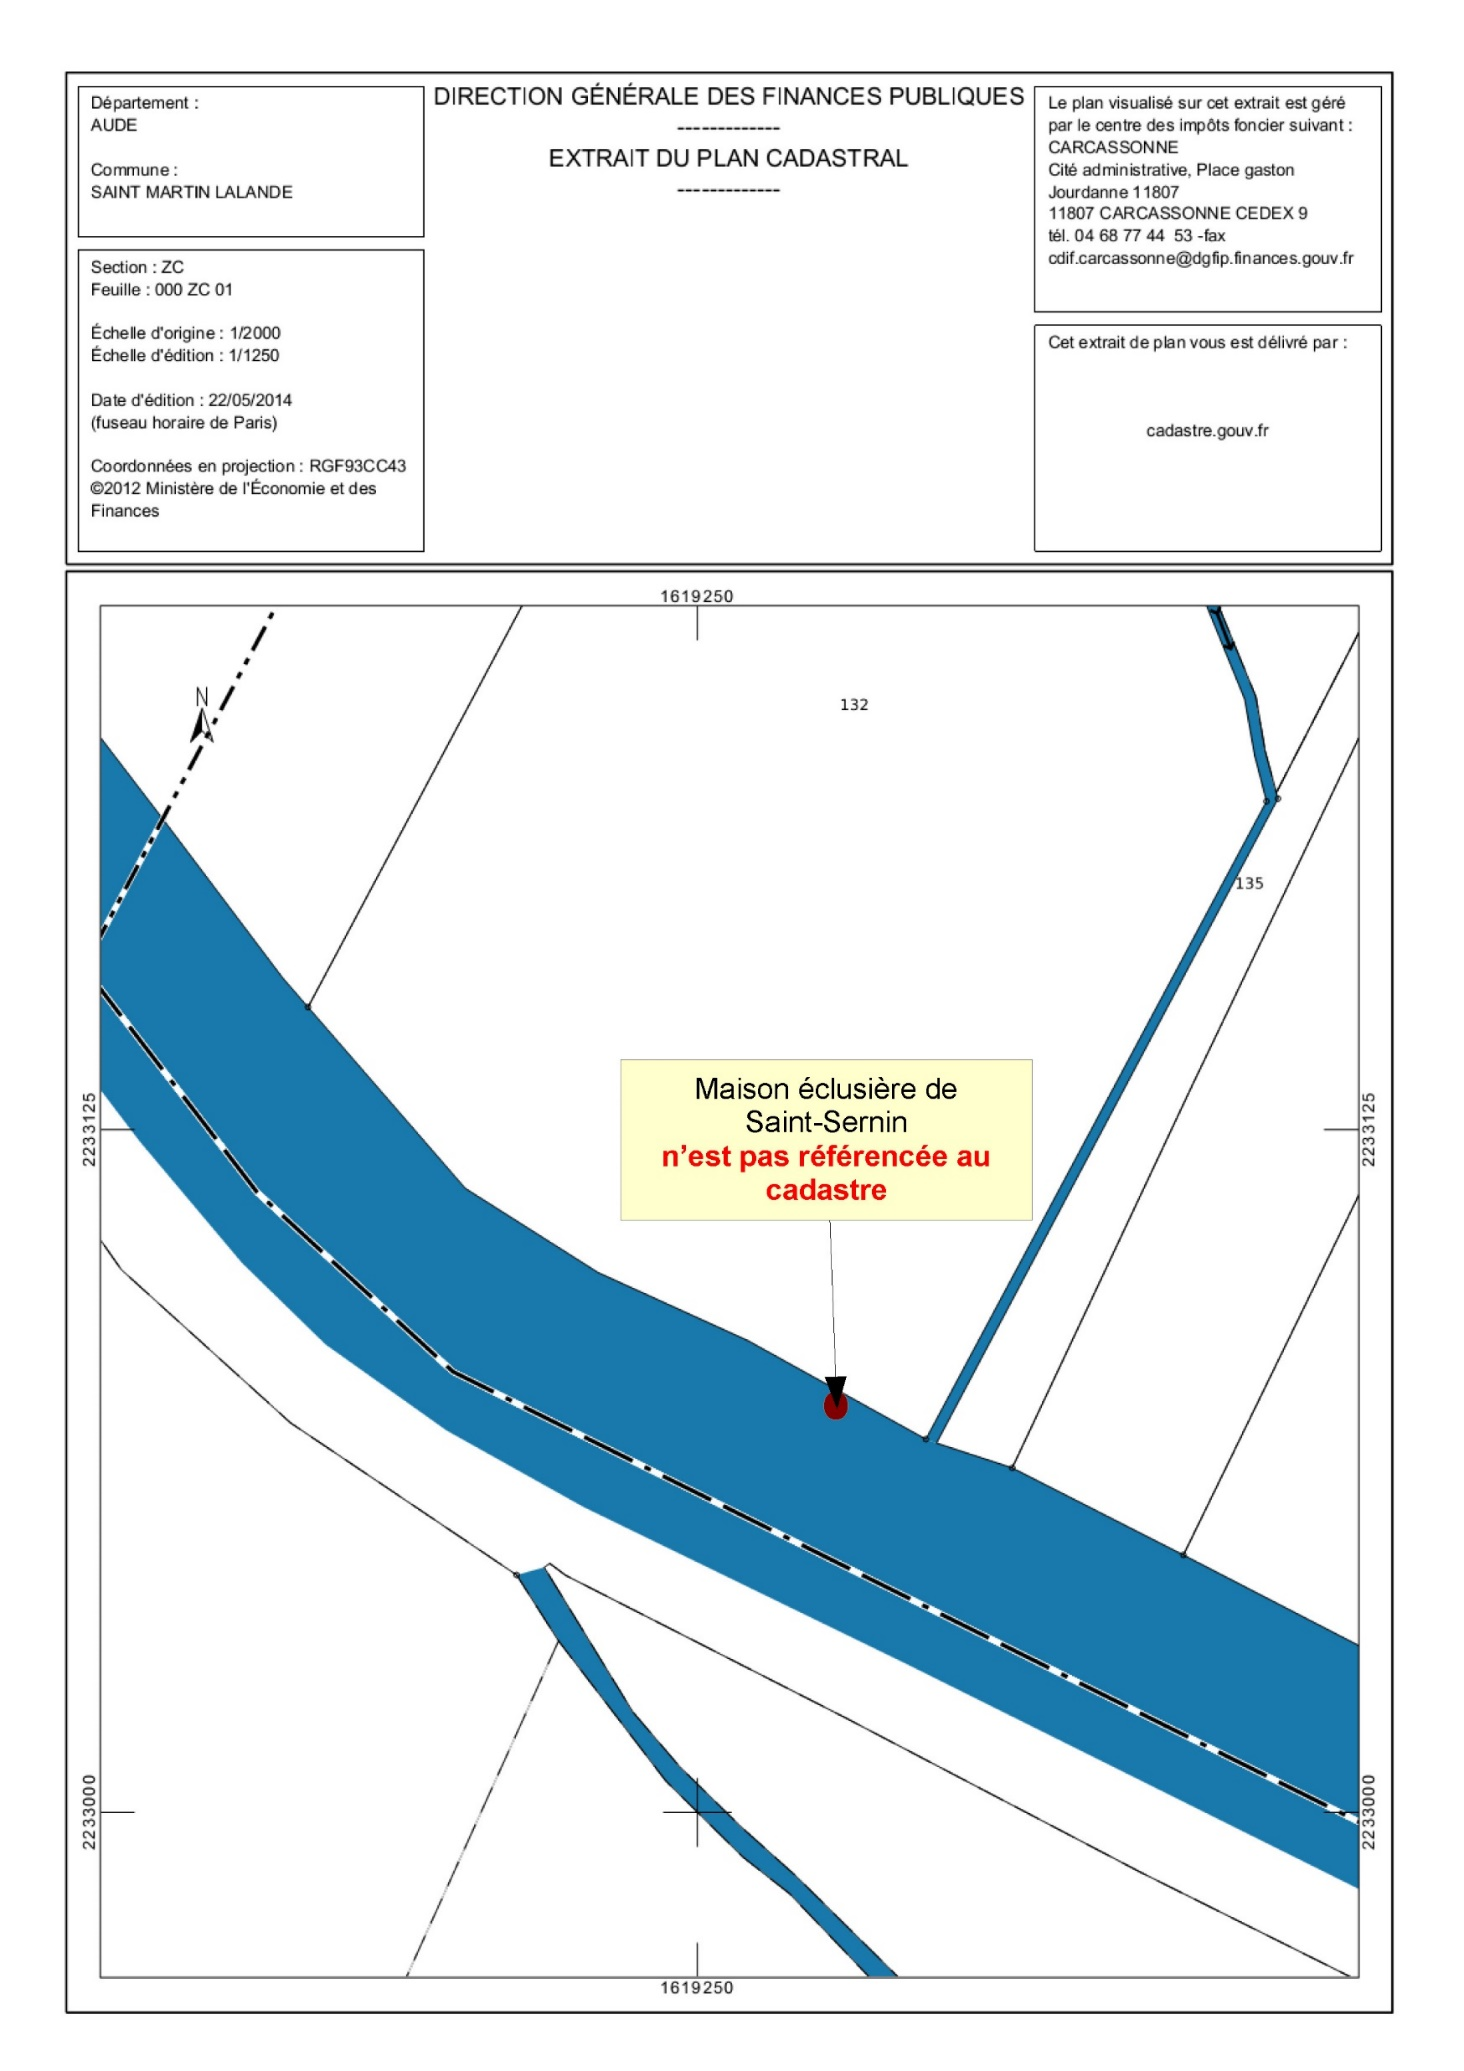 Département :
AUDE
Commune :
SAINT MARTIN LALANDE
Section : ZC
Feuille : 000 ZC 01
Échelle d'origine : 1/2000
Échelle d'édition : 1/1250
Date d'édition : 22/05/2014
(fuseau horaire de Paris)
Coordonnées en projection : RGF93CC43
©2012 Ministère de l'Économie et des
Finances
DIRECTION GÉNÉRALE DES FINANCES PUBLIQUES
-------------
EXTRAIT DU PLAN CADASTRAL
-------------
Le plan visualisé sur cet extrait est géré
par le centre des impôts foncier suivant :
CARCASSONNE
Cité administrative, Place gaston
Jourdanne 11807
11807 CARCASSONNE CEDEX 9
tél. 04 68 77 44  53 -fax
cdif.carcassonne@dgfip.finances.gouv.fr
Cet extrait de plan vous est délivré par :
cadastre.gouv.fr
1619250
N
132
135
2233125
2233125
Maison éclusière de
Saint-Sernin
n'est pas référencée au
cadastre
2233000
2233000
1619250